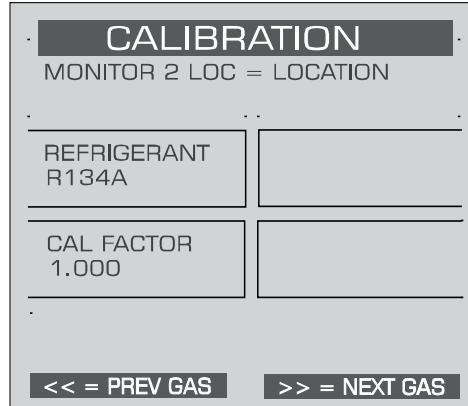 CALIBRATION
MONITOR 2 LOC = LOCATION
REFRIGERANT
R134A
CAL FACTOR
1.000
<< = PREV GAS
>> = NEXT GAS